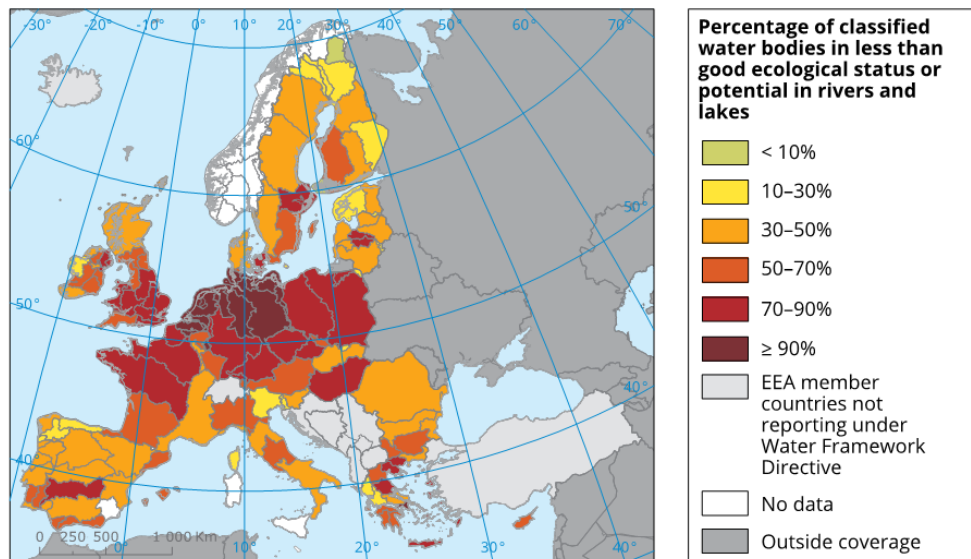 -30° -20° -10° 0° 10° 20° 30° 40° 50° 60° 70°
60°
50°
50°
40°
40°
0 250 500 1 000 Km
0° 10° 20° 30° 40°
Percentage of classified
water bodies in less than
good ecological status or
potential in rivers and
lakes
< 10%
10–30%
30–50%
50–70%
70–90%
≥ 90%
EEA member
countries not
reporting under
Water Framework
Directive
No data
Outside coverage